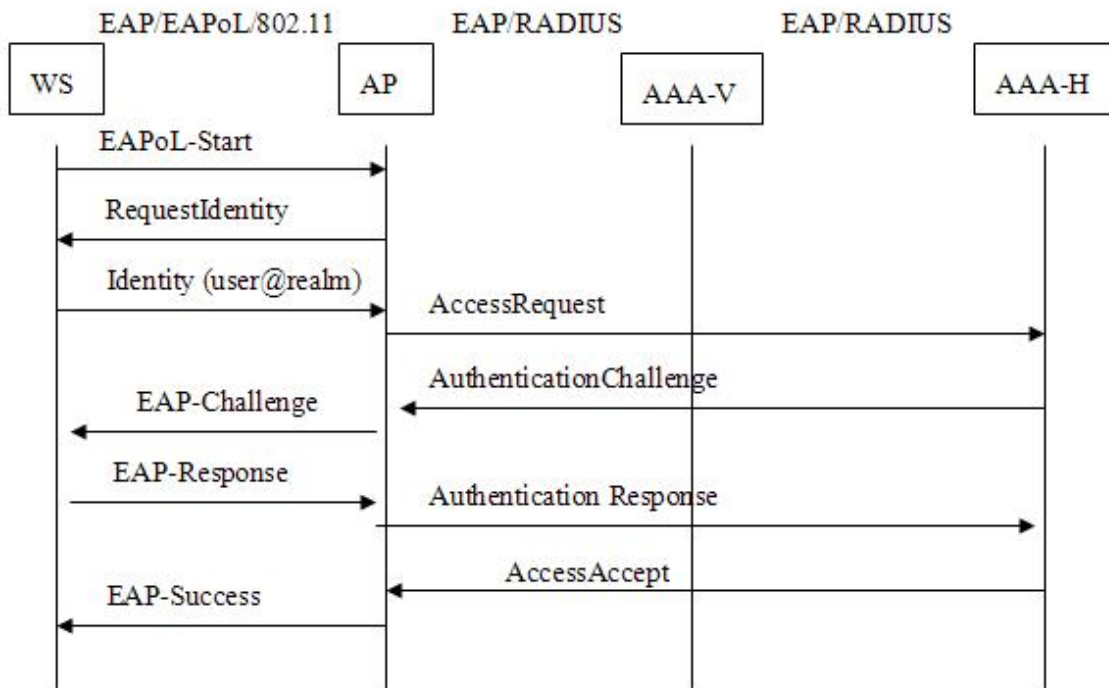 EAP/EAPoL/802.11 EAP/RADIUS EAP/RADIUS
WS AP AAA-V AAA-H
EAPoL-Start
RequestIdentity
Identity (user@realm)
AccessRequest
AuthenticationChallenge
EAP-Challenge
EAP-Response
Authentication Response
AccessAccept
EAP-Success